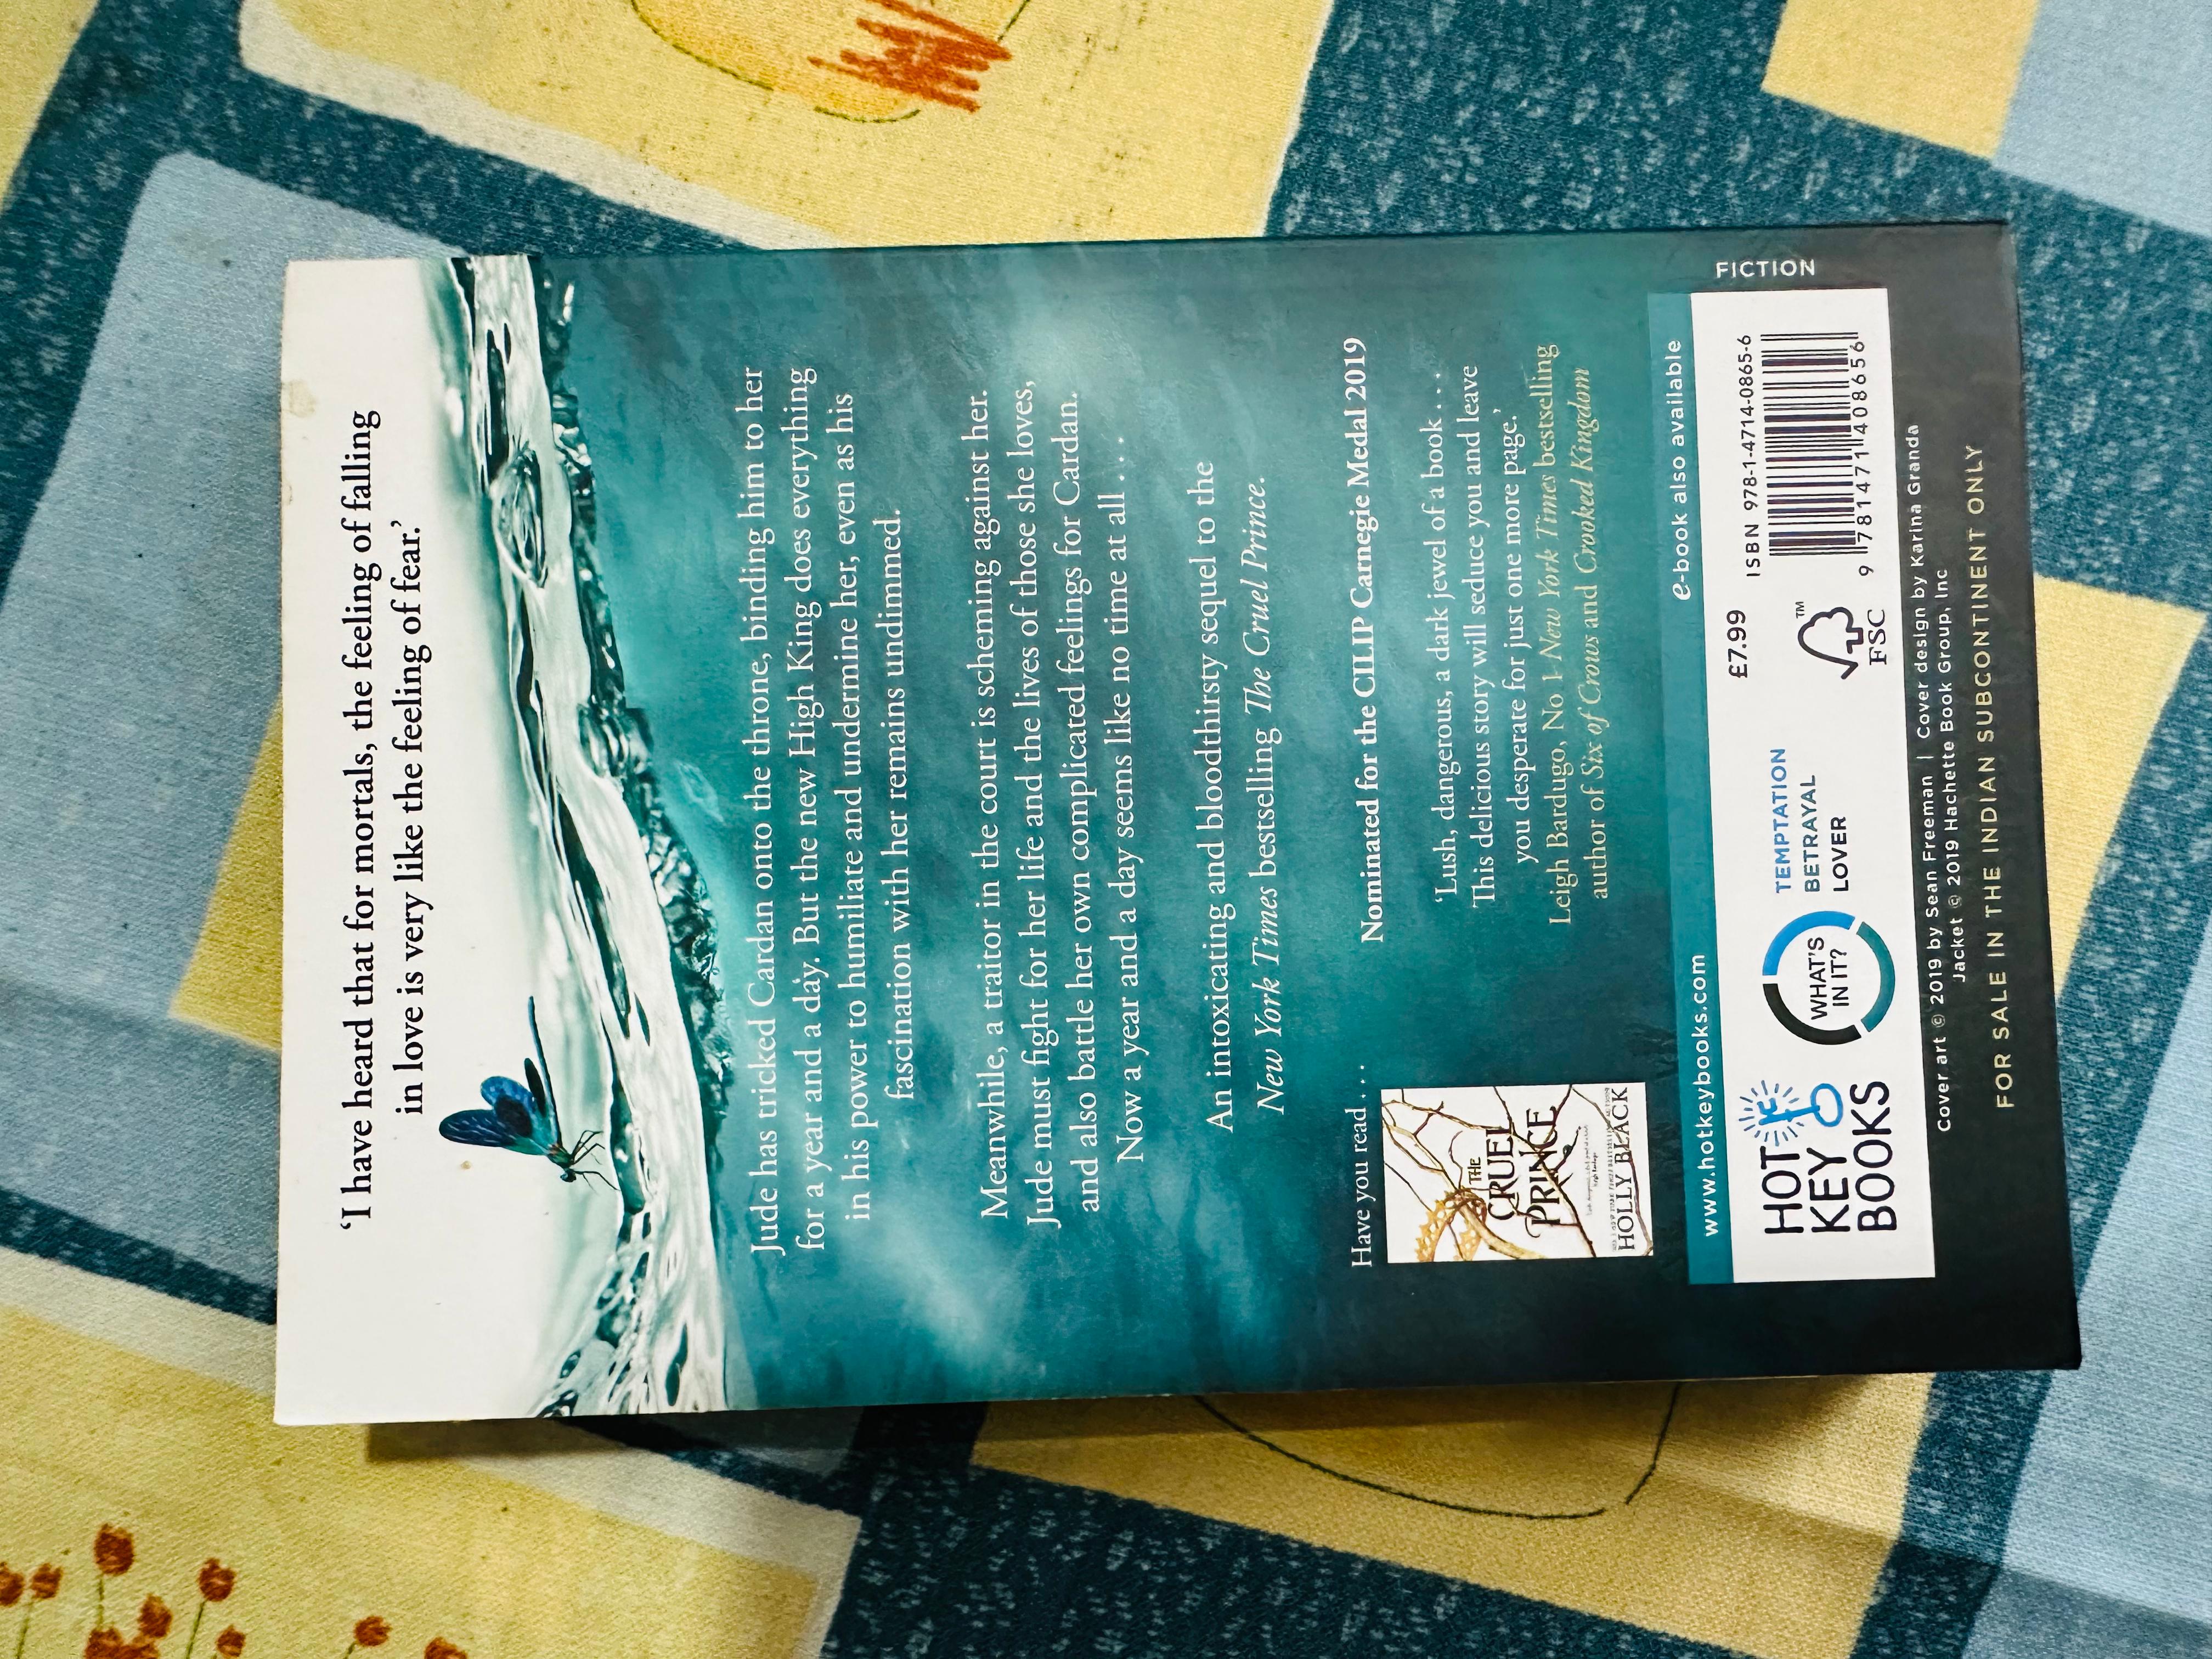 ‘I have heard that for mortals, the feeling of falling
in love is very like the feeling of fear.’
Jude has tricked Cardan onto the throne, binding him to her
for a year and a day. But the new High King does everything
in his power to humiliate and undermine her, even as his
fascination with her remains undimmed.
Meanwhile, a traitor in the court is scheming against her.
Jude must fight for her life and the lives of those she loves,
and also battle her own complicated feelings for Cardan.
Now a year and a day seems like no time at all . . .
An intoxicating and bloodthirsty sequel to the
New York Times bestselling The Cruel Prince.
Have you read . . .
THE
CRUEL
PRINCE
HOLLY BLACK
Nominated for the CILIP Carnegie Medal 2019
‘Lush, dangerous, a dark jewel of a book . . .
This delicious story will seduce you and leave
you desperate for just one more page.’
Leigh Bardugo, No 1 New York Times bestselling
author of Six of Crows and Crooked Kingdom
www.hotkeybooks.com
e-book also available
HOT
KEY
BOOKS
WHAT'S
IN IT?
TEMPTATION
BETRAYAL
LOVER
£7.99
TM
FSC
ISBN 978-1-4714-0865-6
9 781471 408656
FICTION
Cover art © 2019 by Sean Freeman | Cover design by Karina Granda
Jacket © 2019 Hachette Book Group, Inc
FOR SALE IN THE INDIAN SUBCONTINENT ONLY